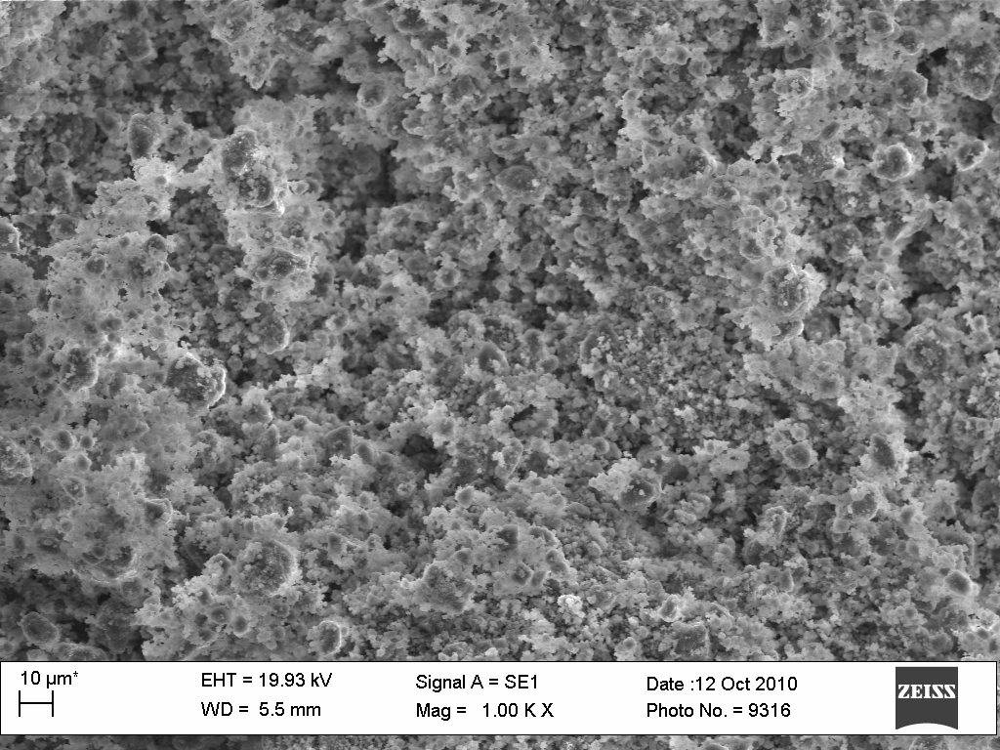 10 µm*
EHT = 19.93 kV
WD = 5.5 mm
Signal A = SE1
Mag = 1.00 K X
Date :12 Oct 2010
Photo No. = 9316
ZEISS